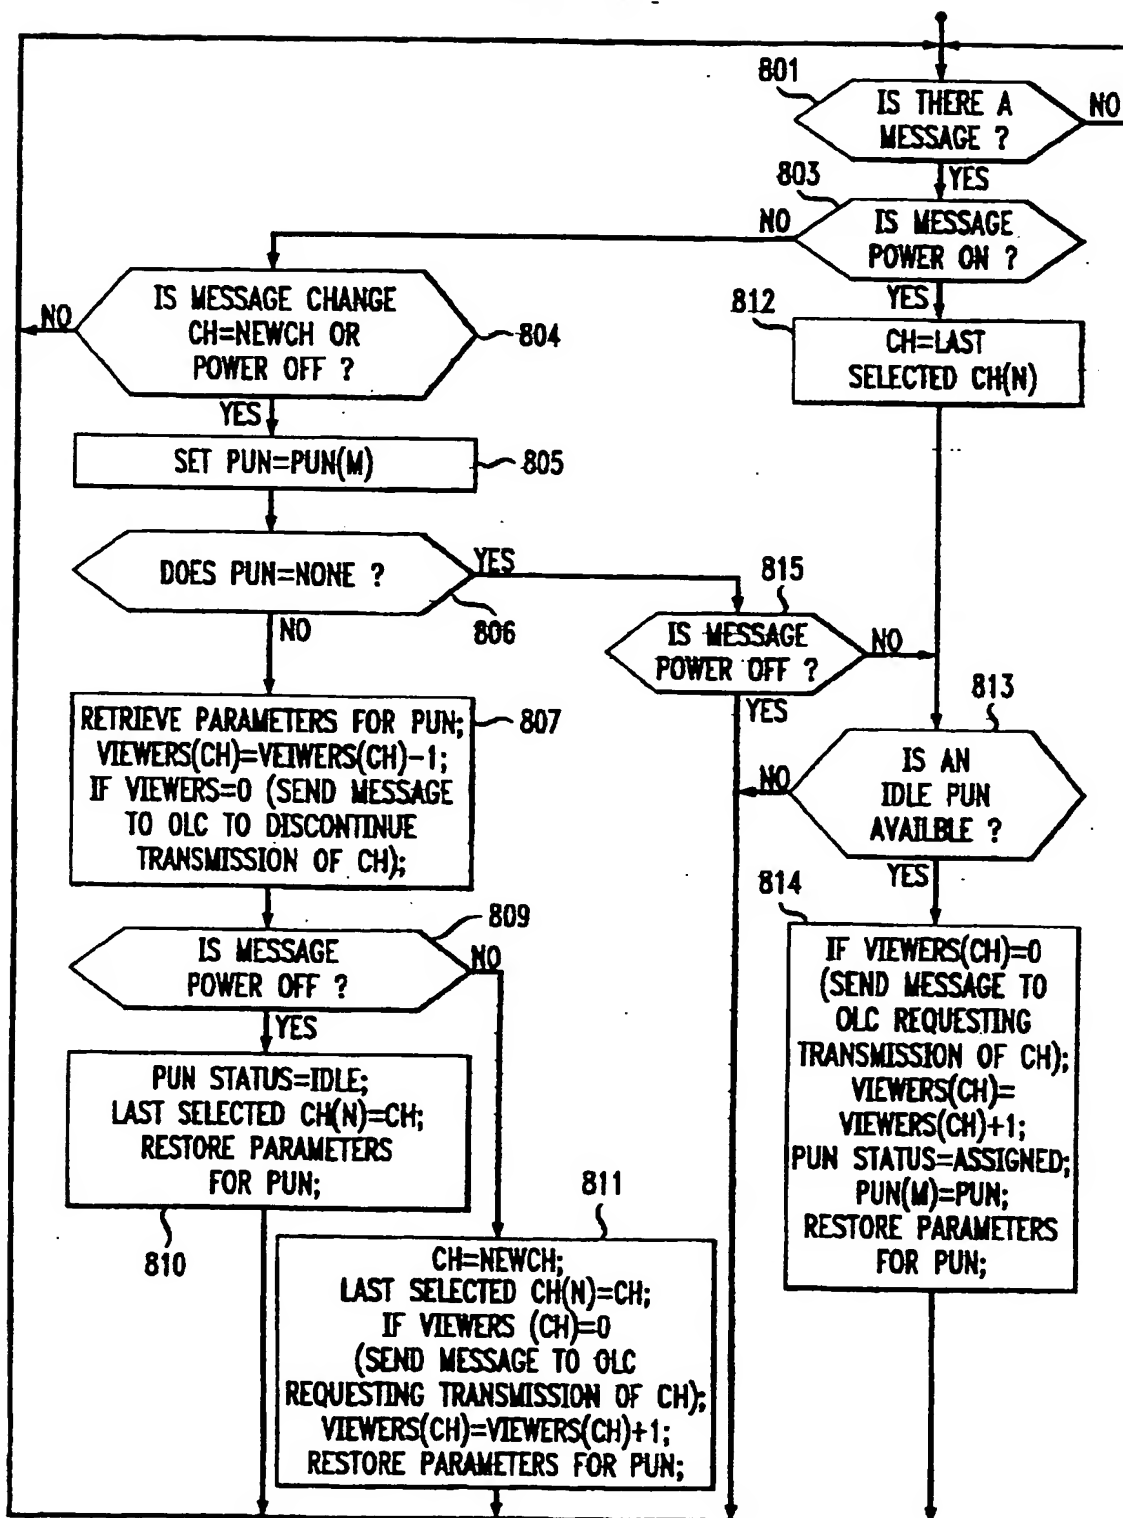 801
IS THERE A
MESSAGE ?
NO
YES
803
IS MESSAGE
POWER ON ?
NO
YES
812
CH=LAST
SELECTED CH(N)
IS MESSAGE CHANGE
CH=NEWCH OR
POWER OFF ?
NO
804
YES
SET PUN=PUN(M)
805
DOES PUN=NONE ?
YES
806
NO
815
IS MESSAGE
POWER OFF ?
NO
YES
813
IS AN
IDLE PUN
AVAILBLE ?
NO
YES
RETRIEVE PARAMETERS FOR PUN;
VIEWERS(CH)=VEIWERS(CH)-1;
IF VIEWERS=0 (SEND MESSAGE
TO OLC TO DISCONTINUE
TRANSMISSION OF CH);
807
809
IS MESSAGE
POWER OFF ?
NO
YES
PUN STATUS=IDLE;
LAST SELECTED CH(N)=CH;
RESTORE PARAMETERS
FOR PUN;
810
811
CH=NEWCH;
LAST SELECTED CH(N)=CH;
IF VIEWERS (CH)=0
(SEND MESSAGE TO OLC
REQUESTING TRANSMISSION OF CH);
VIEWERS(CH)=VIEWERS(CH)+1;
RESTORE PARAMETERS FOR PUN;
814
IF VIEWERS(CH)=0
(SEND MESSAGE TO
OLC REQUESTING
TRANSMISSION OF CH);
VIEWERS(CH)=
VIEWERS(CH)+1;
PUN STATUS=ASSIGNED;
PUN(M)=PUN;
RESTORE PARAMETERS
FOR PUN;